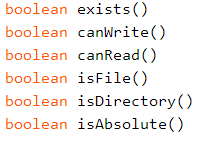 boolean exists()
boolean canWrite()
boolean canRead()
boolean isFile()
boolean isDirectory()
boolean isAbsolute()